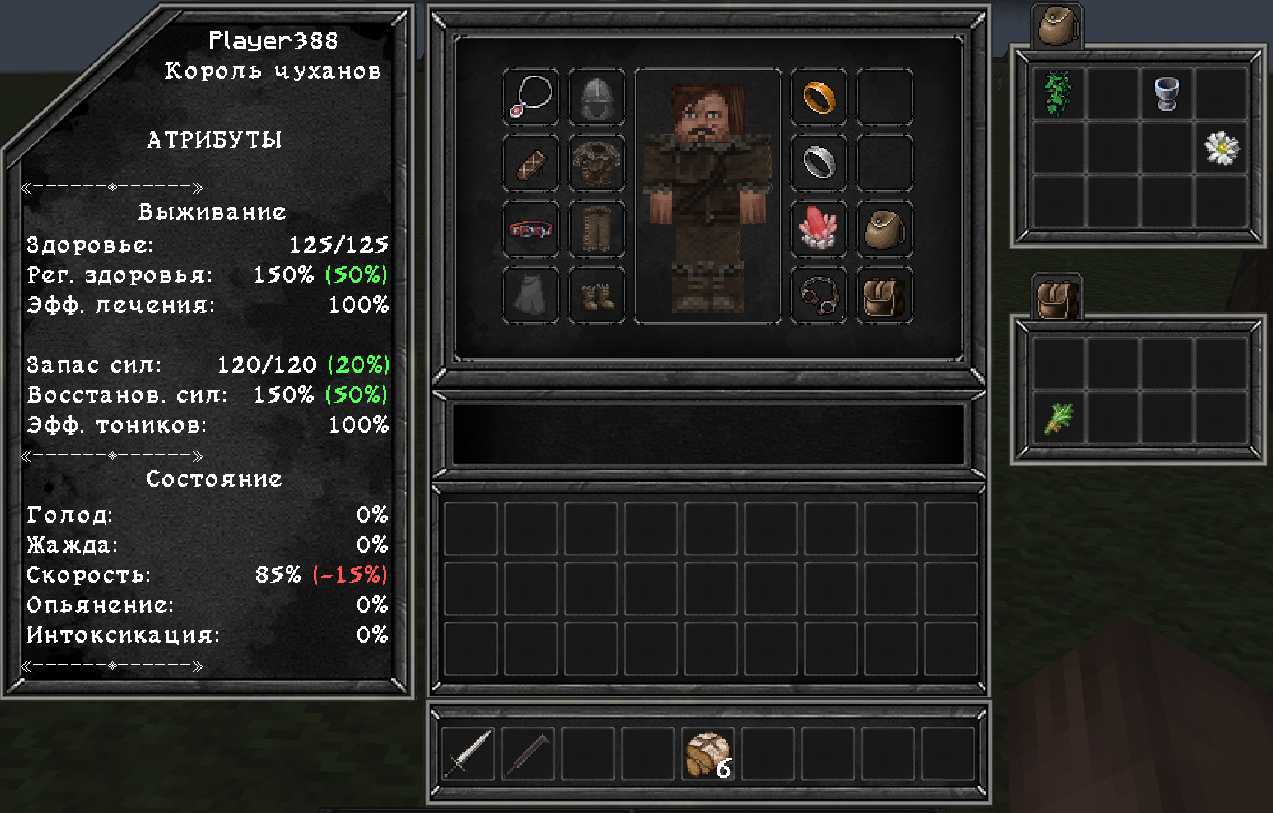 Player388
Король чуханов
АТРИБУТЫ
Выживание
Здоровье: 125/125
Рег. здоровья: 150% (50%)
Эфф. лечения: 100%
Запас сил: 120/120 (20%)
Восстанов. сил: 150% (50%)
Эфф. тоников: 100%
Состояние
Голод: 0%
Жажда: 0%
Скорость: 85% (-15%)
Опьянение: 0%
Интоксикация: 0%
6